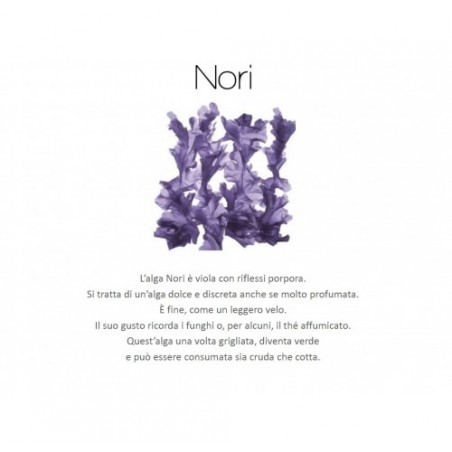 Nori
L'alga Nori è viola con riflessi porpora.
Si tratta di un'alga dolce e discreta anche se molto profumata.
È fine, come un leggero velo.
Il suo gusto ricorda i funghi o, per alcuni, il thé affumicato.
Quest'alga una volta grigliata, diventa verde
e può essere consumata sia cruda che cotta.